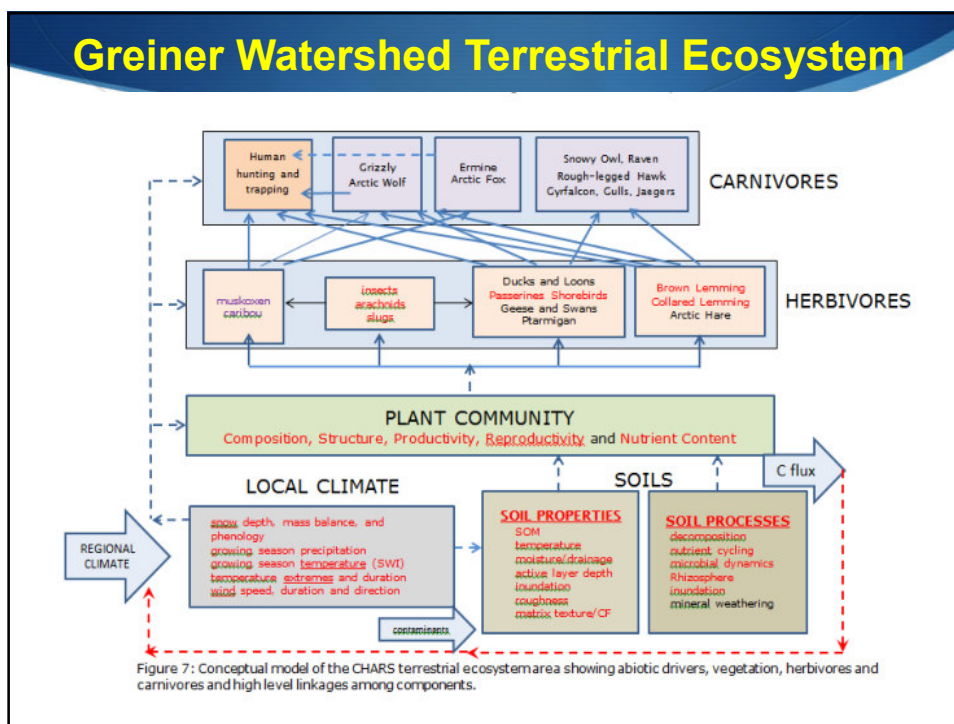 Greiner Watershed Terrestrial Ecosystem
Human
hunting and
trapping
Grizzly
Arctic Wolf
Ermine
Arctic Fox
Snowy Owl, Raven
Rough-legged Hawk
Gyrfalcon, Gulls, Jaegers
CARNIVORES
muskoxen
caribou
insects
arachoids
slugs
Ducks and Loons
Passerines Shorebirds
Geese and Swans
Ptarmigan
Brown Lemming
Collared Lemming
Arctic Hare
HERBIVORES
PLANT COMMUNITY
Composition, Structure, Productivity, Reproductivity and Nutrient Content
C flux
LOCAL CLIMATE
SOILS
REGIONAL
CLIMATE
snow depth, mass balance, and
phenology
growing season precipitation
growing season temperature (SWI)
temperature extremes and duration
wind speed, duration and direction
contaminants
SOIL PROPERTIES
SOM
temperature
moisture/drainage
active layer depth
inundation
roughness
matrix texture/CF
SOIL PROCESSES
decomposition
nutrient cycling
microbial dynamics
Rhizosphere
inundation
mineral weathering
Figure 7: Conceptual model of the CHARS terrestrial ecosystem area showing abiotic drivers, vegetation, herbivores and
carnivores and high level linkages among components.